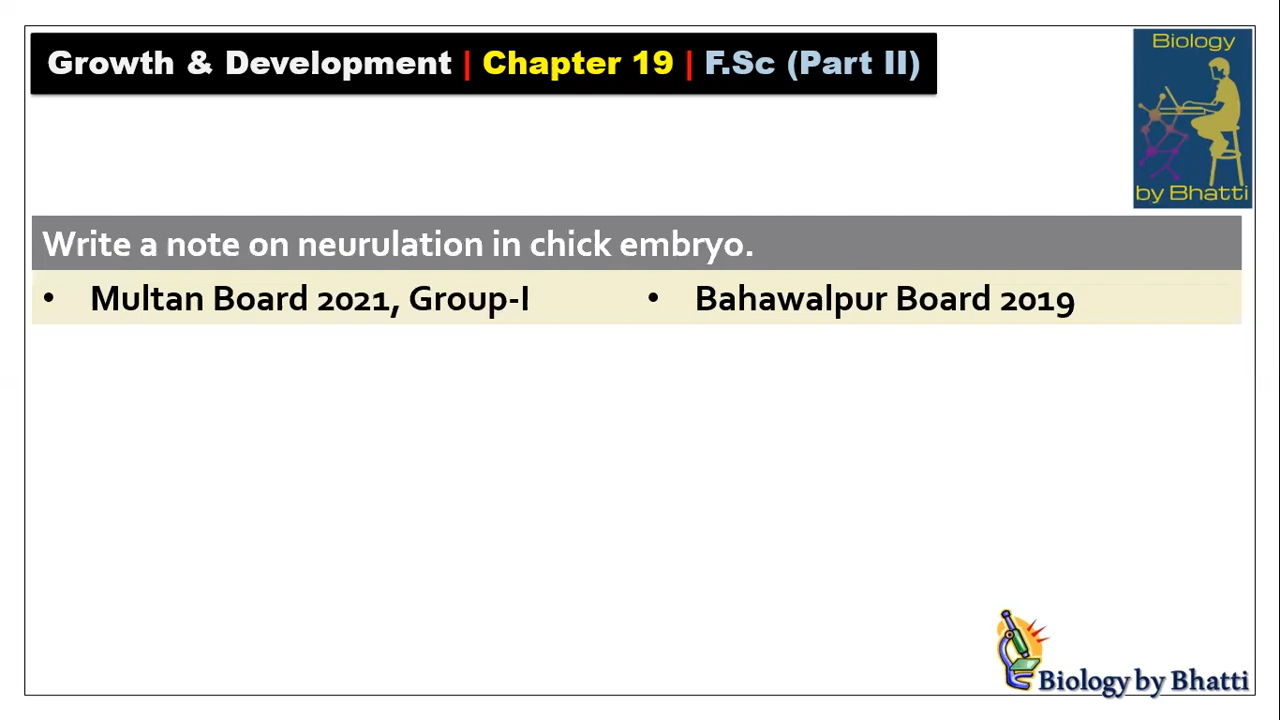 Growth & Development | Chapter 19 | F.Sc (Part II)
Biology
by Bhatti
Write a note on neurulation in chick embryo.
• Multan Board 2021, Group-I • Bahawalpur Board 2019
Biology by Bhatti